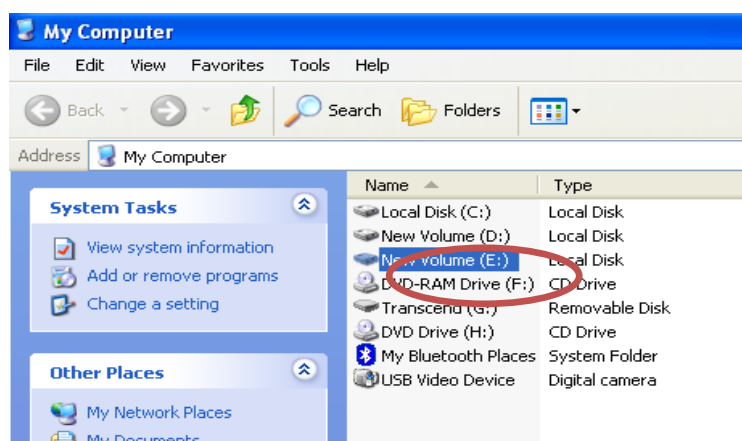 My Computer
File Edit View Favorites Tools Help
Back Search Folders
Address My Computer
System Tasks
View system information
Add or remove programs
Change a setting
Other Places
My Network Places
My Documents
Name Type
Local Disk (C:) Local Disk
New Volume (D:) Local Disk
New Volume (E:) Local Disk
DVD-RAM Drive (F:) CD Drive
Transcend (G:) Removable Disk
DVD Drive (H:) CD Drive
My Bluetooth Places System Folder
USB Video Device Digital camera